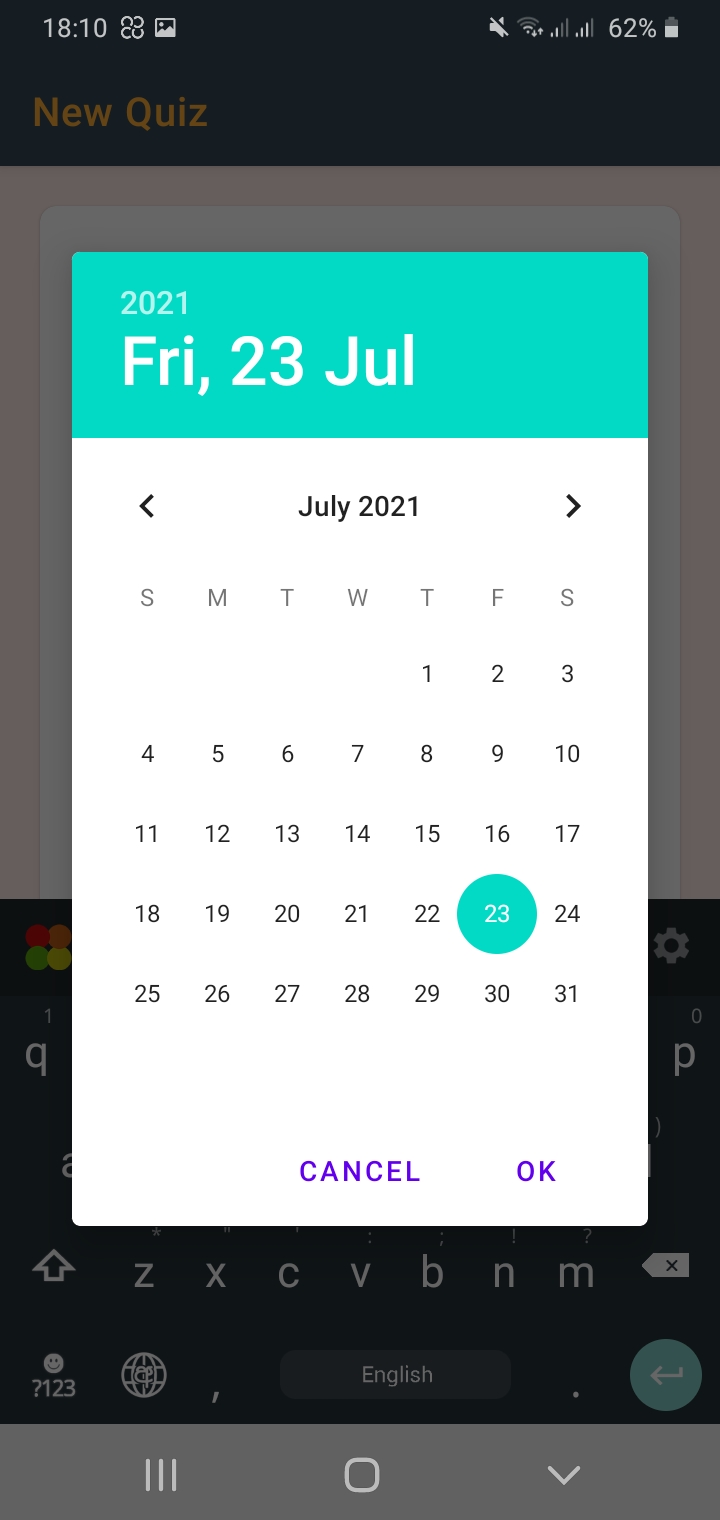 18:10 62%
New Quiz
2021
Fri, 23 Jul
July 2021
S M T W T F S
1 2 3
4 5 6 7 8 9 10
11 12 13 14 15 16 17
18 19 20 21 22 23 24
25 26 27 28 29 30 31
CANCEL OK
1 0
q p
)
a
* " ' : ; ! ?
z x c v b n m
?123 , English .